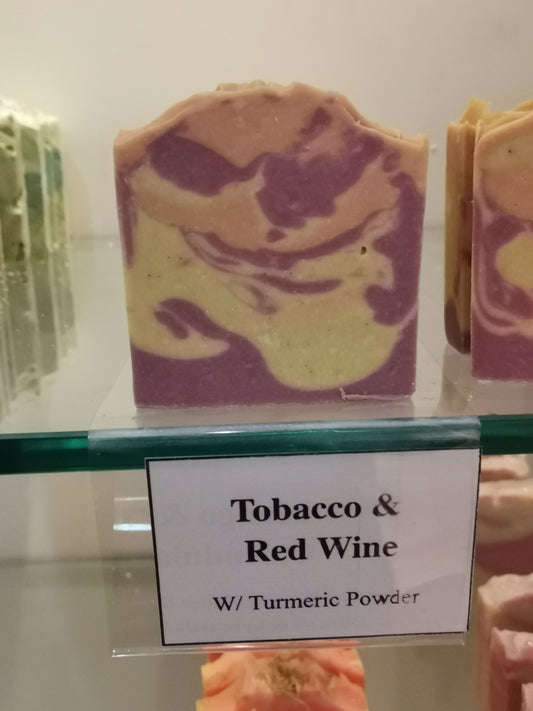 Tobacco &
Red Wine
W/ Turmeric Powder